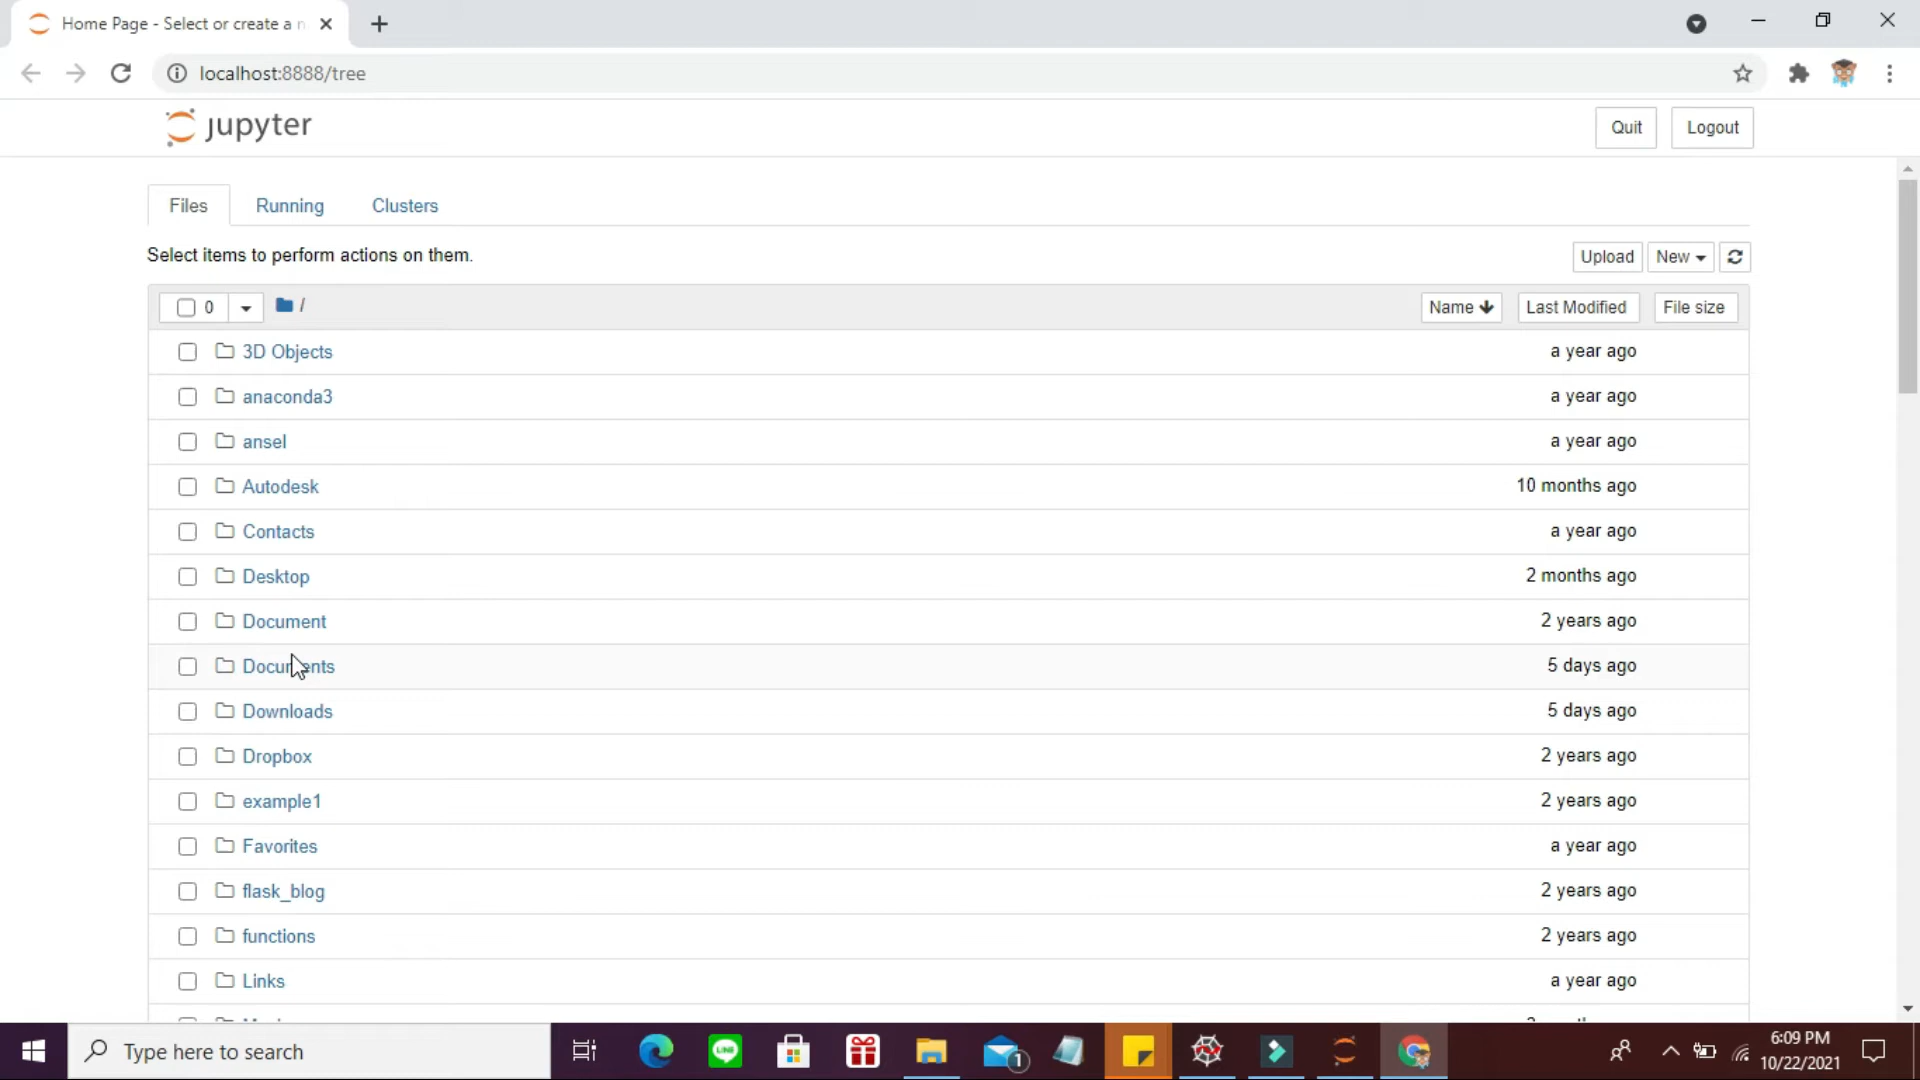 Home Page - Select or create a n
localhost:8888/tree
jupyter
Quit
Logout
Files
Running
Clusters
Select items to perform actions on them.
Upload
New
0
/
Name
Last Modified
File size
3D Objects
a year ago
anaconda3
a year ago
ansel
a year ago
Autodesk
10 months ago
Contacts
a year ago
Desktop
2 months ago
Document
2 years ago
Documents
5 days ago
Downloads
5 days ago
Dropbox
2 years ago
example1
2 years ago
Favorites
a year ago
flask_blog
2 years ago
functions
2 years ago
Links
a year ago
Type here to search
LINE
1
6:09 PM
10/22/2021